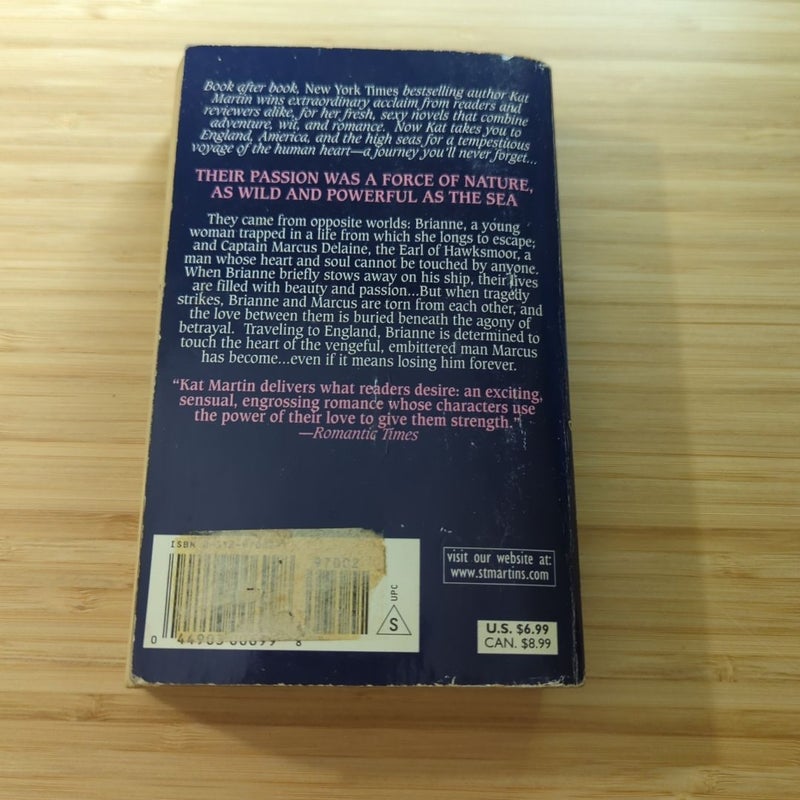 Book after book, New York Times bestselling author Kat
Martin wins extraordinary acclaim from readers and
reviewers alike, for her fresh, sexy novels that combine
adventure, wit, and romance. Now Kat takes you to
England, America, and the high seas for a tempestuous
voyage of the human heart—a journey you'll never forget...
THEIR PASSION WAS A FORCE OF NATURE,
AS WILD AND POWERFUL AS THE SEA
They came from opposite worlds: Brianne, a young
woman trapped in a life from which she longs to escape;
and Captain Marcus Delaine, the Earl of Hawksmoor, a
man whose heart and soul cannot be touched by anyone.
When Brianne briefly stows away on his ship, their lives
are filled with beauty and passion...But when tragedy
strikes, Brianne and Marcus are torn from each other, and
the love between them is buried beneath the agony of
betrayal. Traveling to England, Brianne is determined to
touch the heart of the vengeful, embittered man Marcus
has become...even if it means losing him forever.
"Kat Martin delivers what readers desire: an exciting,
sensual, engrossing romance whose characters use
the power of their love to give them strength."
—Romantic Times
ISBN
UPC
S
0
8
visit our website at:
www.stmartins.com
U.S. $6.99
CAN. $8.99